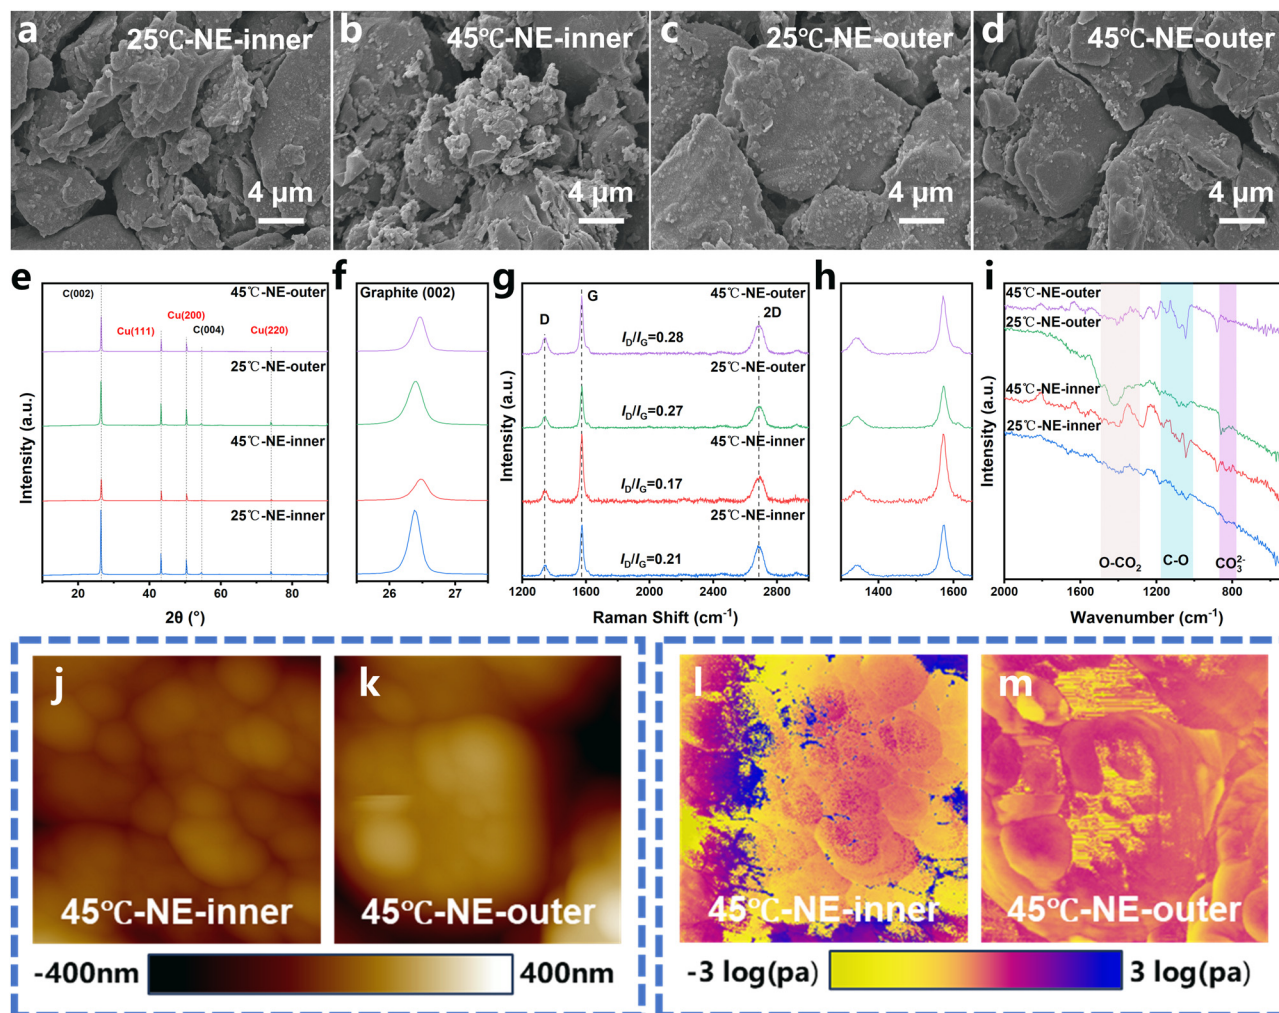 a
25℃-NE-inner
4 μm
b
45℃-NE-inner
4 μm
c
25℃-NE-outer
4 μm
d
45℃-NE-outer
4 μm
e
Intensity (a.u.)
C(002)
Cu(111)
Cu(200)
C(004)
Cu(220)
45℃-NE-outer
25℃-NE-outer
45℃-NE-inner
25℃-NE-inner
20 40 60 80
2θ (°)
f
Graphite (002)
25 26 27
g
Intensity (a.u.)
D
G
2D
45℃-NE-outer
I_D/I_G=0.28
25℃-NE-outer
I_D/I_G=0.27
45℃-NE-inner
I_D/I_G=0.17
25℃-NE-inner
I_D/I_G=0.21
1200 1600 2000 2400 2800
Raman Shift (cm⁻¹)
h
1400 1600
i
Intensity (a.u.)
45℃-NE-outer
25℃-NE-outer
45℃-NE-inner
25℃-NE-inner
O-CO₂
C-O
CO₃²⁻
2000 1600 1200 800
Wavenumber (cm⁻¹)
j
45℃-NE-inner
k
45℃-NE-outer
-400nm
400nm
l
45℃-NE-inner
m
45℃-NE-outer
-3 log(pa)
3 log(pa)